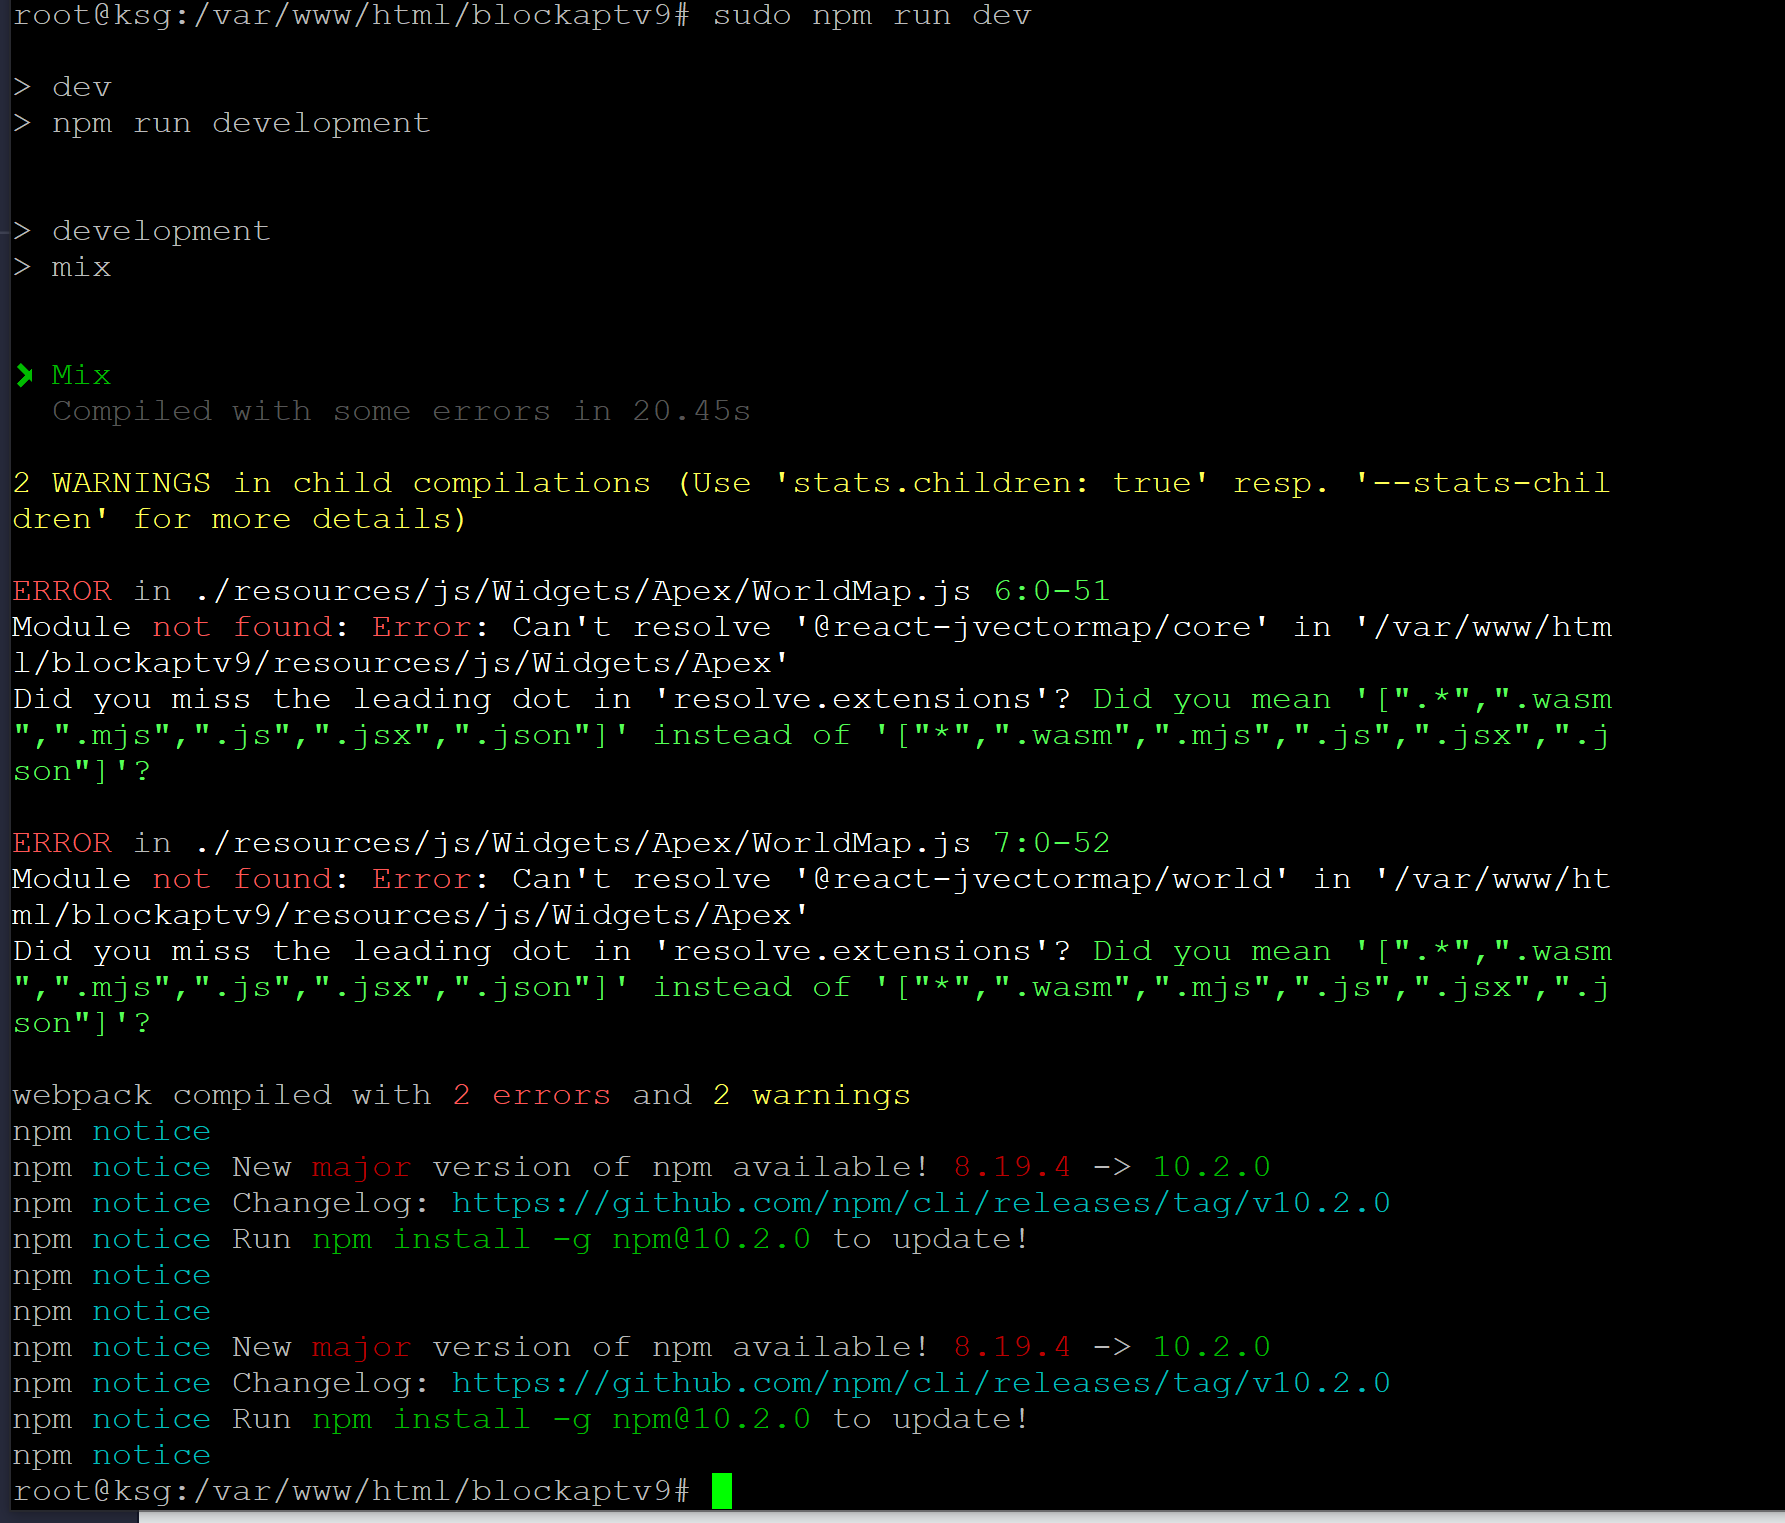 root@ksg:/var/www/html/blockaptv9# sudo npm run dev
> dev
> npm run development
> development
> mix
Mix
Compiled with some errors in 20.45s
2 WARNINGS in child compilations (Use 'stats.children: true' resp. '--stats-chil
dren' for more details)
ERROR in ./resources/js/Widgets/Apex/WorldMap.js 6:0-51
Module not found: Error: Can't resolve '@react-jvectormap/core' in '/var/www/htm
l/blockaptv9/resources/js/Widgets/Apex'
Did you miss the leading dot in 'resolve.extensions'? Did you mean '[".*",".wasm
",".mjs",".js",".jsx",".json"]' instead of '["*",".wasm",".mjs",".js",".jsx",".j
son"]'?
ERROR in ./resources/js/Widgets/Apex/WorldMap.js 7:0-52
Module not found: Error: Can't resolve '@react-jvectormap/world' in '/var/www/ht
ml/blockaptv9/resources/js/Widgets/Apex'
Did you miss the leading dot in 'resolve.extensions'? Did you mean '[".*",".wasm
",".mjs",".js",".jsx",".json"]' instead of '["*",".wasm",".mjs",".js",".jsx",".j
son"]'?
webpack compiled with 2 errors and 2 warnings
npm notice
npm notice New major version of npm available! 8.19.4 -> 10.2.0
npm notice Changelog: https://github.com/npm/cli/releases/tag/v10.2.0
npm notice Run npm install -g npm@10.2.0 to update!
npm notice
npm notice
npm notice New major version of npm available! 8.19.4 -> 10.2.0
npm notice Changelog: https://github.com/npm/cli/releases/tag/v10.2.0
npm notice Run npm install -g npm@10.2.0 to update!
npm notice
root@ksg:/var/www/html/blockaptv9#